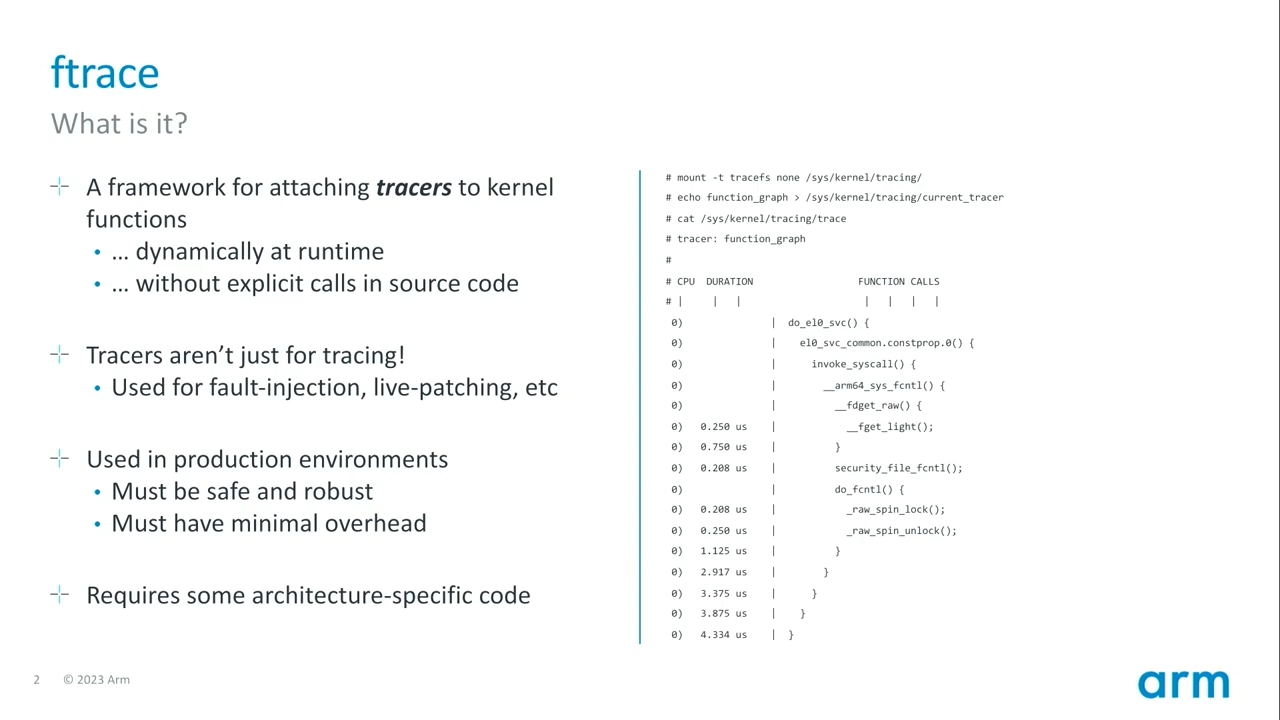 ftrace
What is it?
A framework for attaching tracers to kernel
functions
• … dynamically at runtime
• … without explicit calls in source code
Tracers aren’t just for tracing!
• Used for fault-injection, live-patching, etc
Used in production environments
• Must be safe and robust
• Must have minimal overhead
Requires some architecture-specific code
# mount -t tracefs none /sys/kernel/tracing/
# echo function_graph > /sys/kernel/tracing/current_tracer
# cat /sys/kernel/tracing/trace
# tracer: function_graph
#
# CPU  DURATION                  FUNCTION CALLS
# |     |   |                     |   |   |   |
 0)               |  do_el0_svc() {
 0)               |    el0_svc_common.constprop.0() {
 0)               |      invoke_syscall() {
 0)               |        __arm64_sys_fcntl() {
 0)               |          __fdget_raw() {
 0)   0.250 us    |            __fget_light();
 0)   0.750 us    |          }
 0)   0.208 us    |          security_file_fcntl();
 0)               |          do_fcntl() {
 0)   0.208 us    |            _raw_spin_lock();
 0)   0.250 us    |            _raw_spin_unlock();
 0)   1.125 us    |          }
 0)   2.917 us    |        }
 0)   3.375 us    |      }
 0)   3.875 us    |    }
 0)   4.334 us    |  }
2 © 2023 Arm
arm